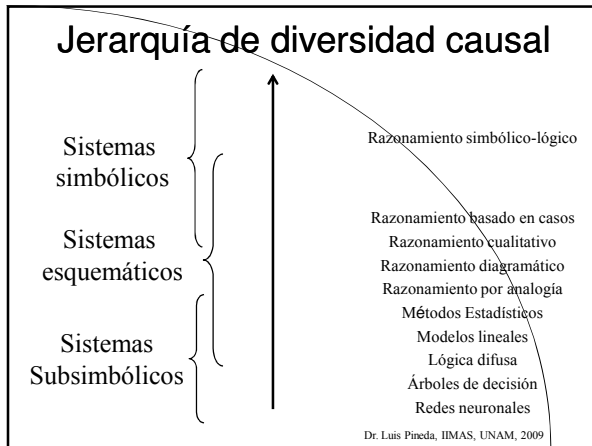 Jerarquía de diversidad causal
Sistemas
simbólicos
Sistemas
esquemáticos
Sistemas
Subsimbólicos
Razonamiento simbólico-lógico
Razonamiento basado en casos
Razonamiento cualitativo
Razonamiento diagramático
Razonamiento por analogía
Métodos Estadísticos
Modelos lineales
Lógica difusa
Árboles de decisión
Redes neuronales
Dr. Luis Pineda, IIMAS, UNAM, 2009